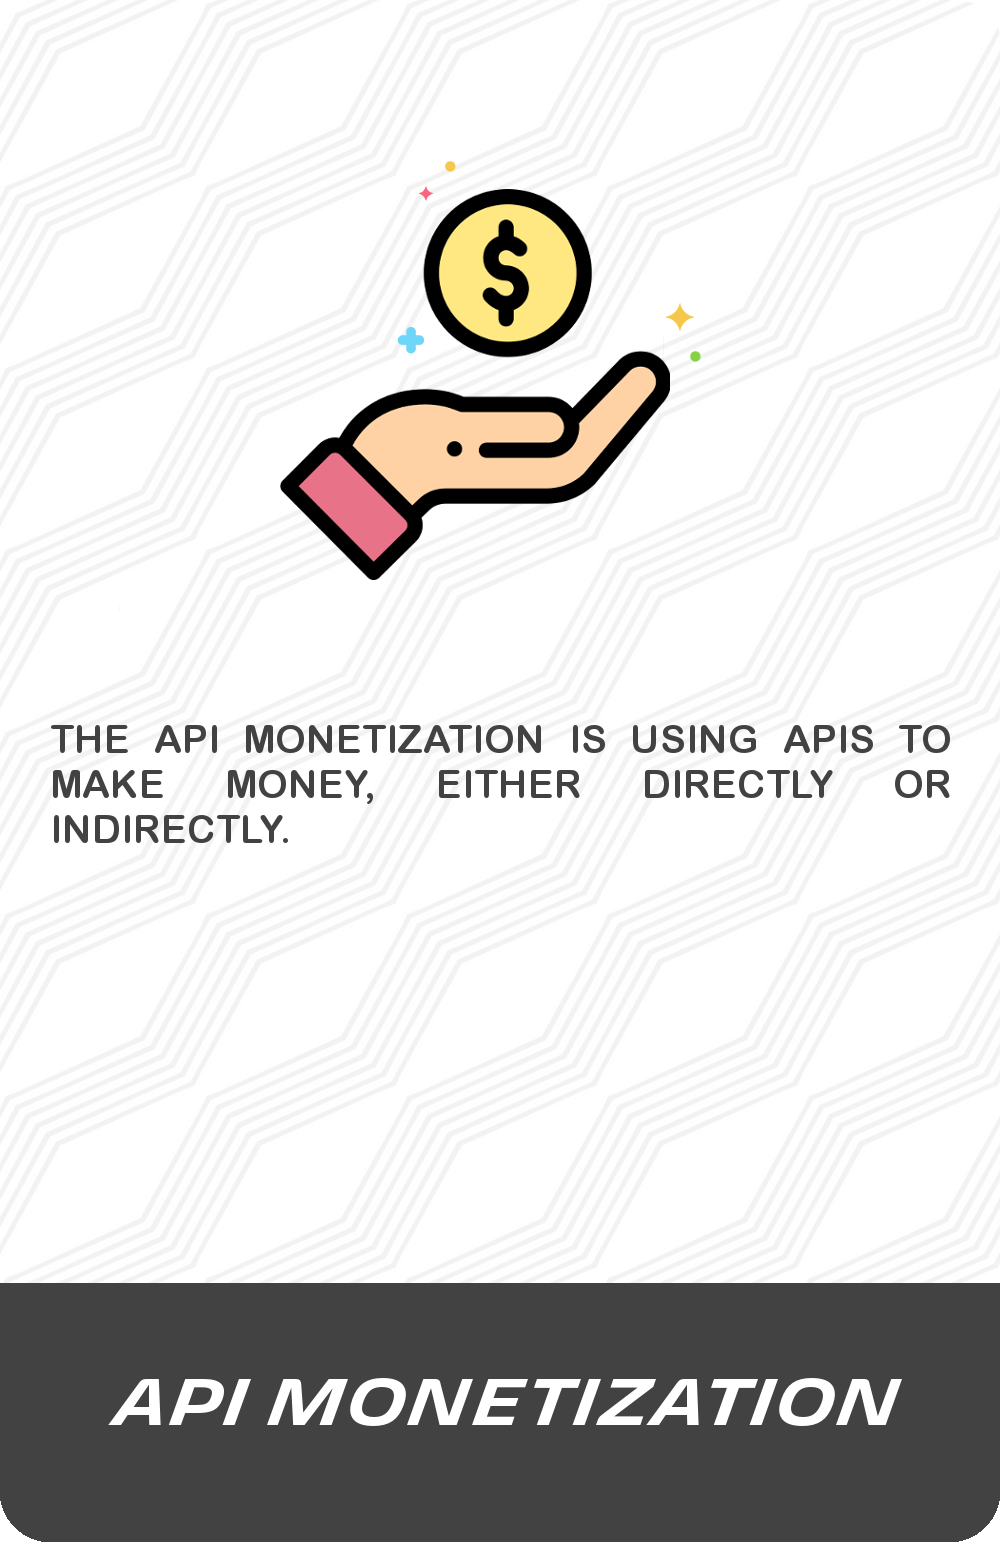 $
THE API MONETIZATION IS USING APIS TO
MAKE MONEY, EITHER DIRECTLY OR
INDIRECTLY.
API MONETIZATION